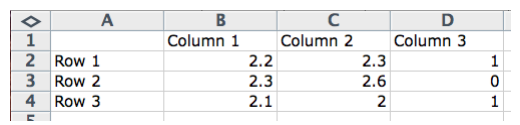 A B C D
1 Column 1 Column 2 Column 3
2 Row 1 2.2 2.3 1
3 Row 2 2.3 2.6 0
4 Row 3 2.1 2 1